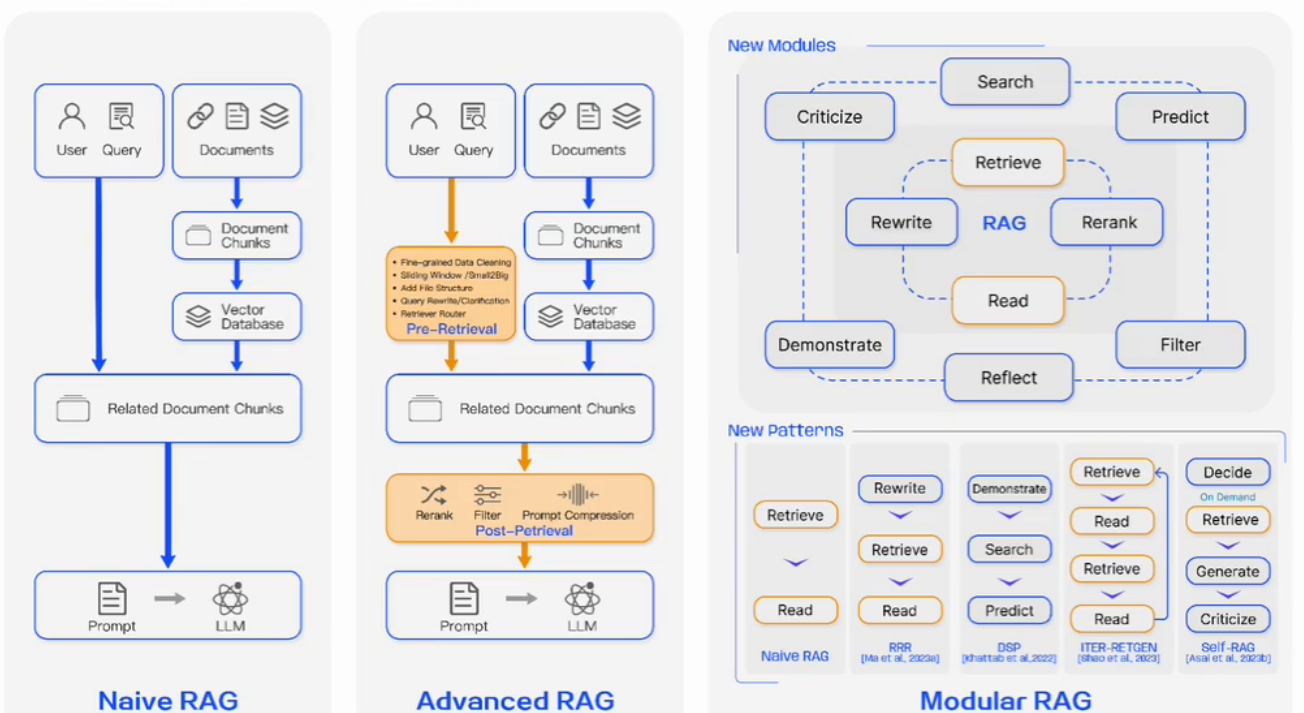 User Query
Documents
Document
Chunks
Vector
Database
Related Document Chunks
Prompt
LLM
Naive RAG
User Query
Documents
• Fine-grained Data Cleaning
• Sliding Window /Small2Big
• Add File Structure
• Query Rewrite/Clarification
• Retriever Router
Pre-Retrieval
Document
Chunks
Vector
Database
Related Document Chunks
Rerank
Filter
Prompt Compression
Post-Petrieval
Prompt
LLM
Advanced RAG
New Modules
Search
Criticize
Predict
Retrieve
Rewrite
RAG
Rerank
Read
Demonstrate
Filter
Reflect
New Patterns
Retrieve
Read
Naive RAG
Rewrite
Retrieve
Read
RRR
[Ma et al., 2023a]
Demonstrate
Search
Predict
DSP
[Khattab et al.,2022]
Retrieve
Read
Retrieve
Read
ITER-RETGEN
[Shao et al., 2023]
Decide
On Demand
Retrieve
Generate
Criticize
Self-RAG
[Asai et al., 2023b]
Modular RAG